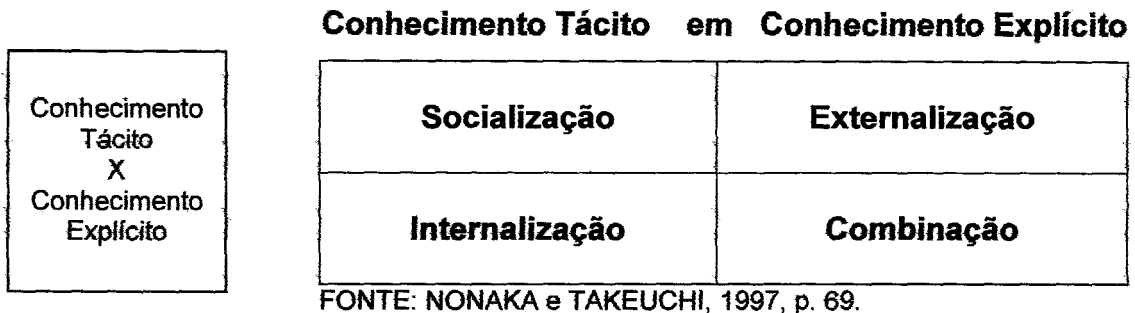 Conhecimento Tácito em Conhecimento Explícito
Conhecimento
Tácito
X
Conhecimento
Explícito
Socialização Externalização
Internalização Combinação
FONTE: NONAKA e TAKEUCHI, 1997, p. 69.